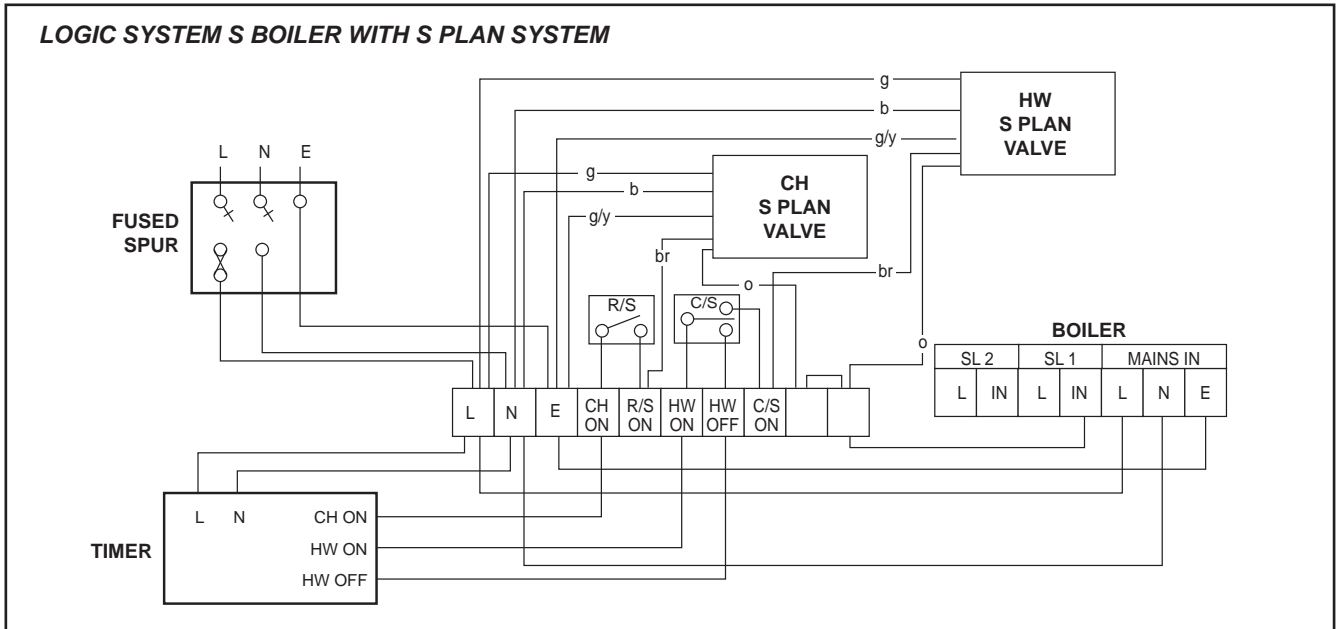 LOGIC SYSTEM S BOILER WITH S PLAN SYSTEM
g
b
g/y
HW
S PLAN
VALVE
L N E
FUSED
SPUR
g
b
g/y
br
o
CH
S PLAN
VALVE
br
o
R/S
C/S
BOILER
SL 2 SL 1 MAINS IN
L IN L IN L N E
L N E CH ON R/S ON HW ON HW OFF C/S ON
TIMER
L N CH ON
HW ON
HW OFF